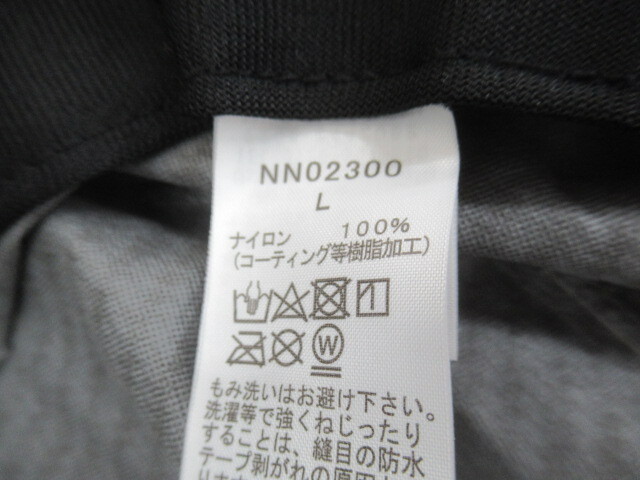 NN02300
L
ナイロン 100%
(コーティング等樹脂加工)
W
もみ洗いはお避け下さい。
洗濯等で強くねじったり
することは、縫目の防水
テープ剥がれの原因と